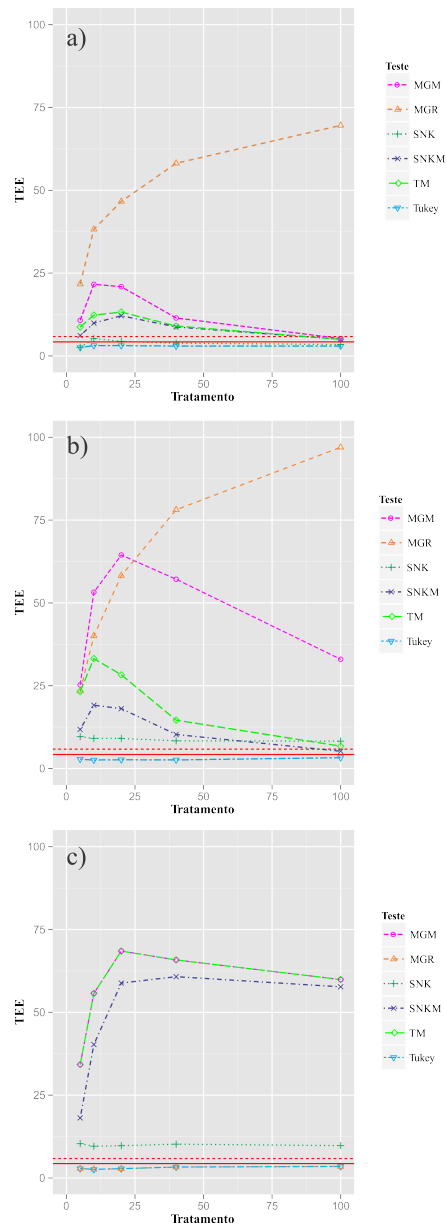 a)
100
75
50
25
0
TEE
0
25
50
75
100
Tratamento
Teste
MGM
MGR
SNK
SNKM
TM
Tukey
b)
100
75
50
25
0
TEE
0
25
50
75
100
Tratamento
Teste
MGM
MGR
SNK
SNKM
TM
Tukey
c)
100
75
50
25
0
TEE
0
25
50
75
100
Tratamento
Teste
MGM
MGR
SNK
SNKM
TM
Tukey